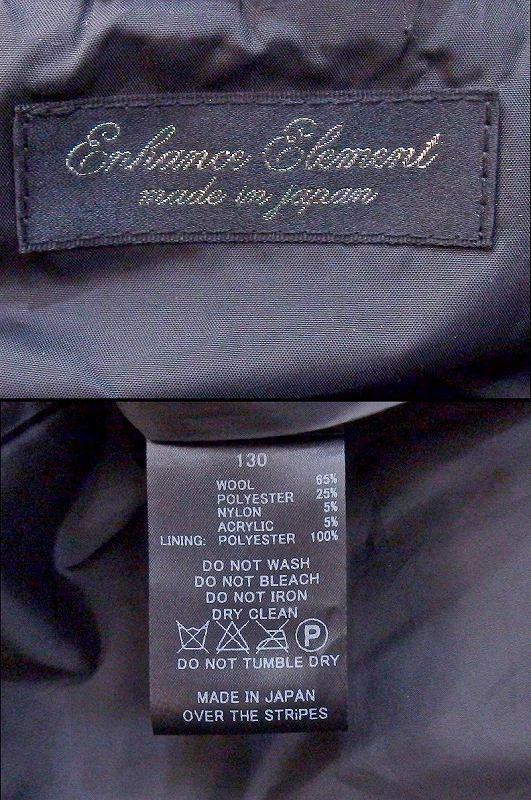 Enhance Element
made in japan
130
WOOL 65%
POLYESTER 25%
NYLON 5%
ACRYLIC 5%
LINING: POLYESTER 100%
DO NOT WASH
DO NOT BLEACH
DO NOT IRON
DRY CLEAN
P
DO NOT TUMBLE DRY
MADE IN JAPAN
OVER THE STRiPES